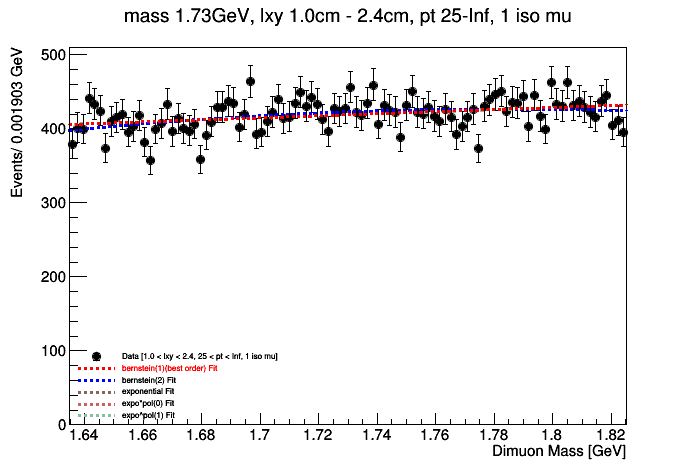 mass 1.73GeV, lxy 1.0cm - 2.4cm, pt 25-Inf, 1 iso mu
Events/ 0.001903 GeV
500
400
300
200
100
0
Data [1.0 < lxy < 2.4, 25 < pt < Inf, 1 iso mu]
bernstein(1)(best order) Fit
bernstein(2) Fit
exponential Fit
expo*pol(0) Fit
expo*pol(1) Fit
1.64 1.66 1.68 1.7 1.72 1.74 1.76 1.78 1.8 1.82
Dimuon Mass [GeV]